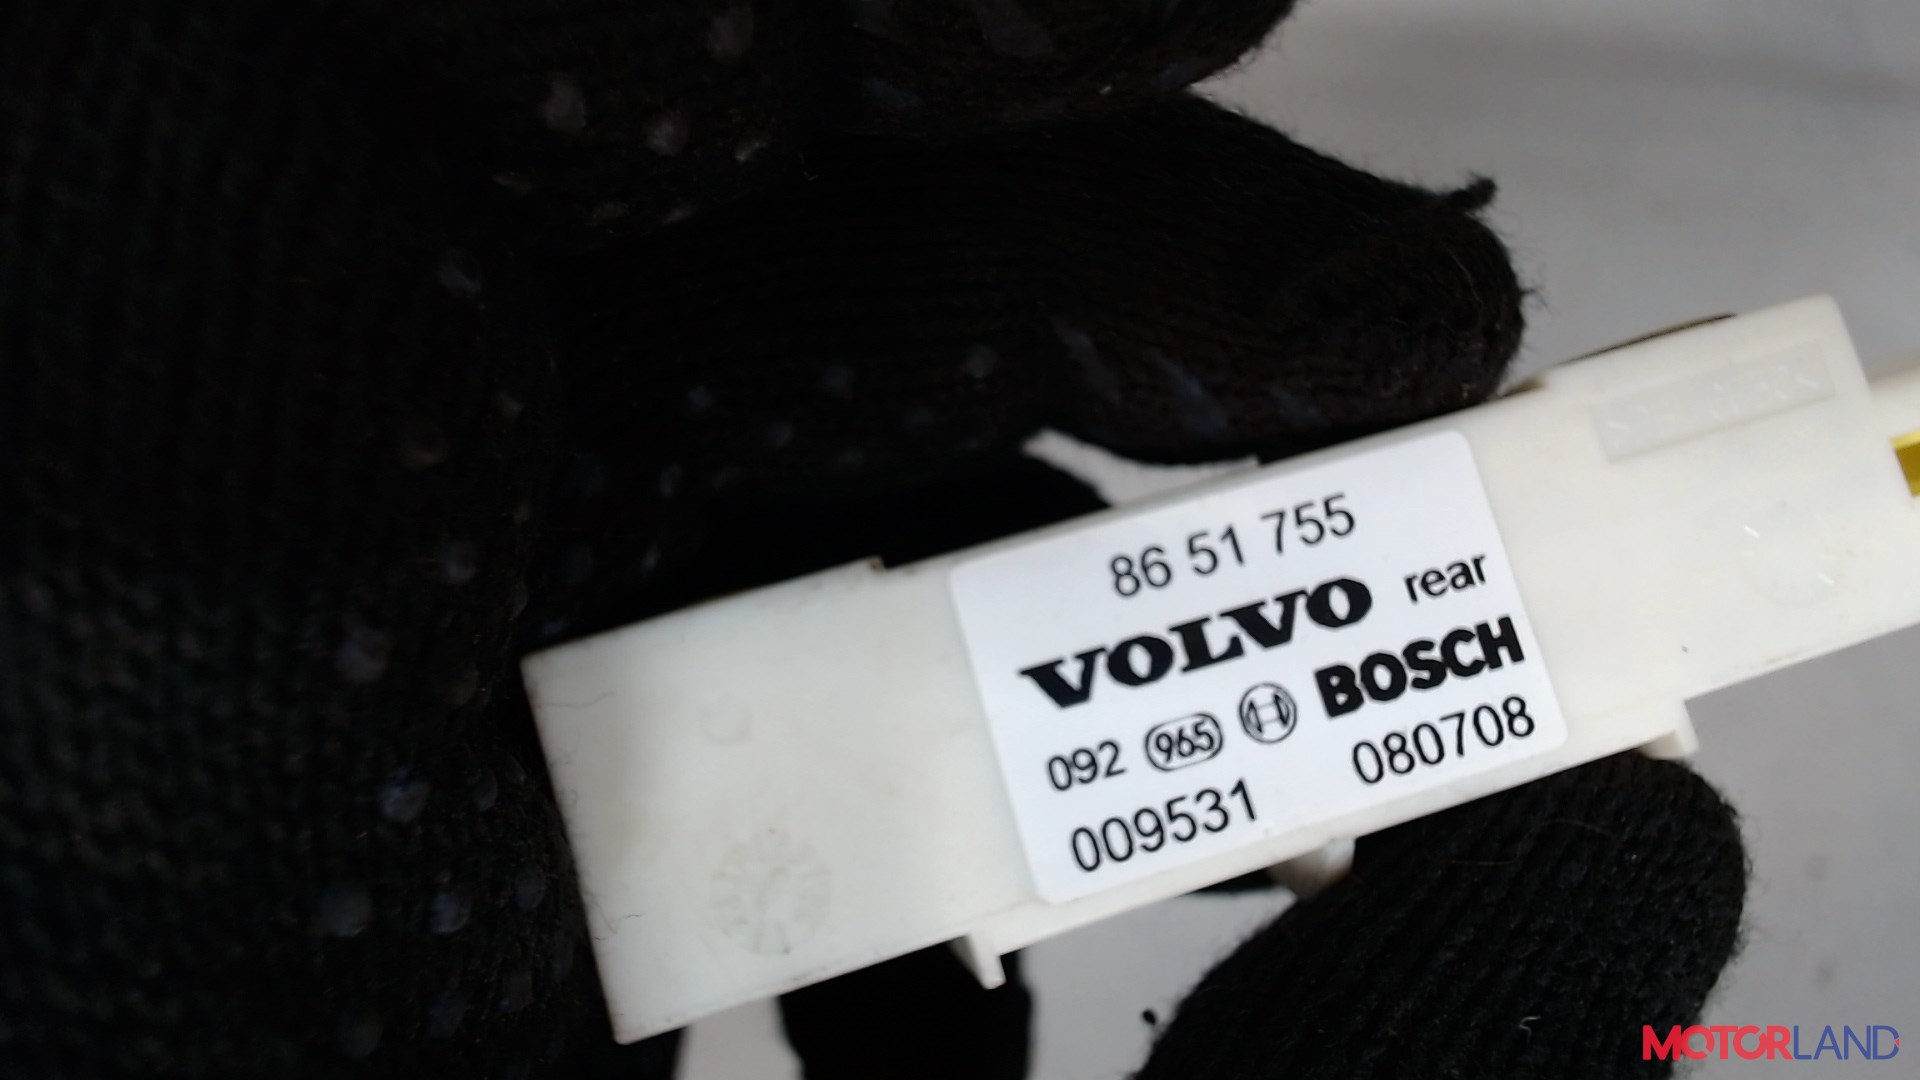 86 51 755
VOLVO rear
092 965 BOSCH
009531 080708
MOTORLAND